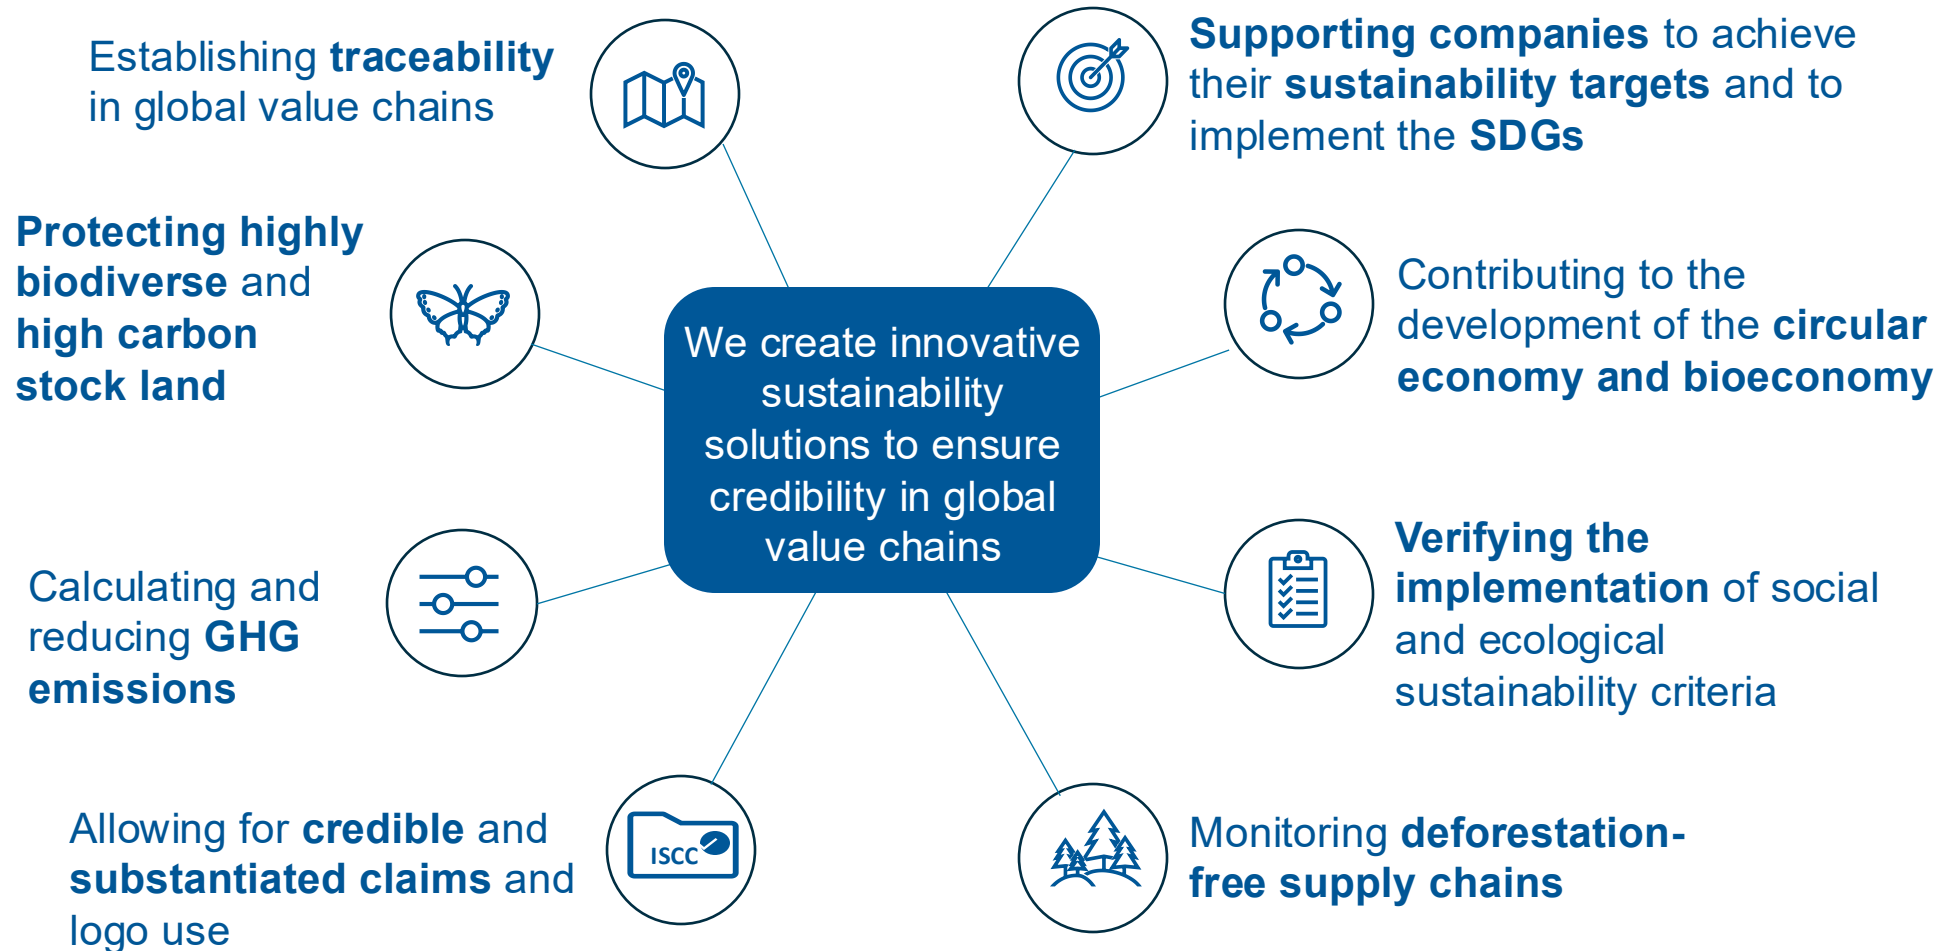 Establishing traceability
in global value chains
Supporting companies to achieve
their sustainability targets and to
implement the SDGs
Protecting highly
biodiverse and
high carbon
stock land
Contributing to the
development of the circular
economy and bioeconomy
We create innovative
sustainability
solutions to ensure
credibility in global
value chains
Calculating and
reducing GHG
emissions
Verifying the
implementation of social
and ecological
sustainability criteria
Allowing for credible and
substantiated claims and
logo use
ISCC
Monitoring deforestation-
free supply chains